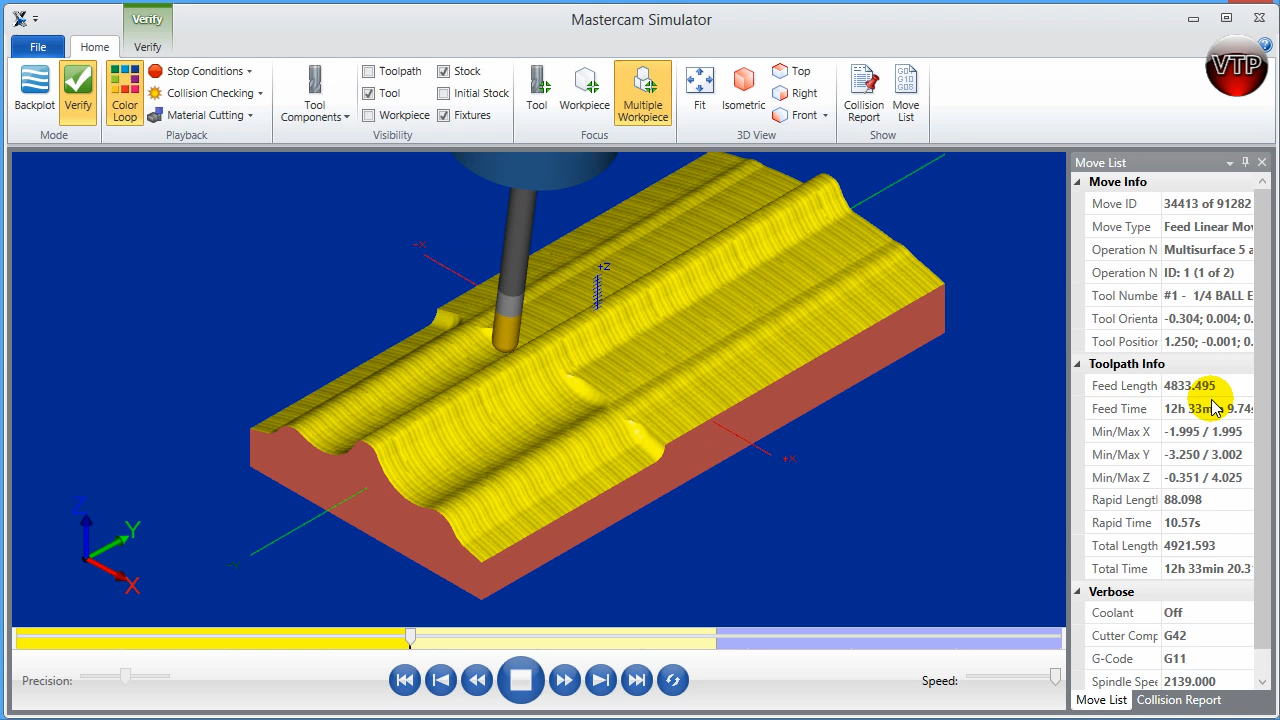 Verify
Mastercam Simulator
File
Home
Verify
VTP
Backplot
Verify
Mode
Color Loop
Stop Conditions
Collision Checking
Material Cutting
Playback
Tool Components
Toolpath
Tool
Workpiece
Stock
Initial Stock
Fixtures
Visibility
Tool
Workpiece
Multiple Workpiece
Focus
Fit
Isometric
Top
Right
Front
3D View
Collision Report
Move List
Show
-X
+Z
+X
-Y
Z
Y
X
Move List
Move Info
Move ID 34413 of 91282
Move Type Feed Linear Mov
Operation N Multisurface 5 a
Operation N ID: 1 (1 of 2)
Tool Numbe #1 - 1/4 BALL E
Tool Orienta -0.304; 0.004; 0.
Tool Position 1.250; -0.001; 0.
Toolpath Info
Feed Length 4833.495
Feed Time 12h 33min 9.74s
Min/Max X -1.995 / 1.995
Min/Max Y -3.250 / 3.002
Min/Max Z -0.351 / 4.025
Rapid Lengt 88.098
Rapid Time 10.57s
Total Length 4921.593
Total Time 12h 33min 20.3
Verbose
Coolant Off
Cutter Comp G42
G-Code G11
Spindle Spee 2139.000
Move List
Collision Report
Precision:
Speed: